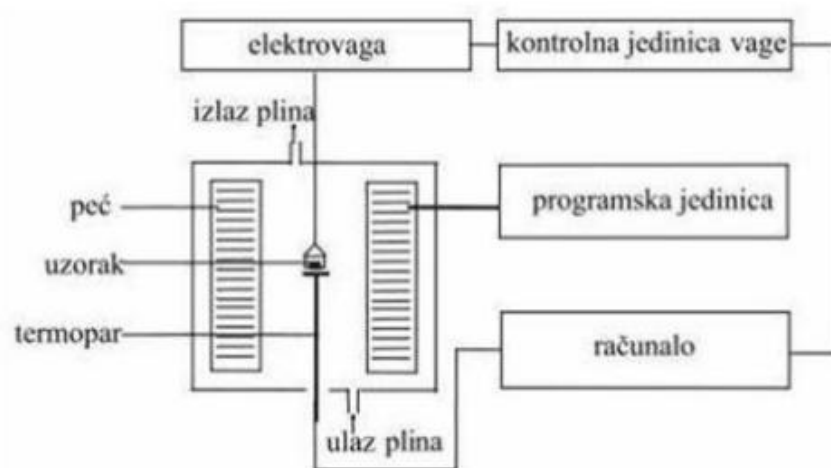 elektrovaga
kontrolna jedinica vage
izlaz plina
peć
programska jedinica
uzorak
termopar
računalo
ulaz plina